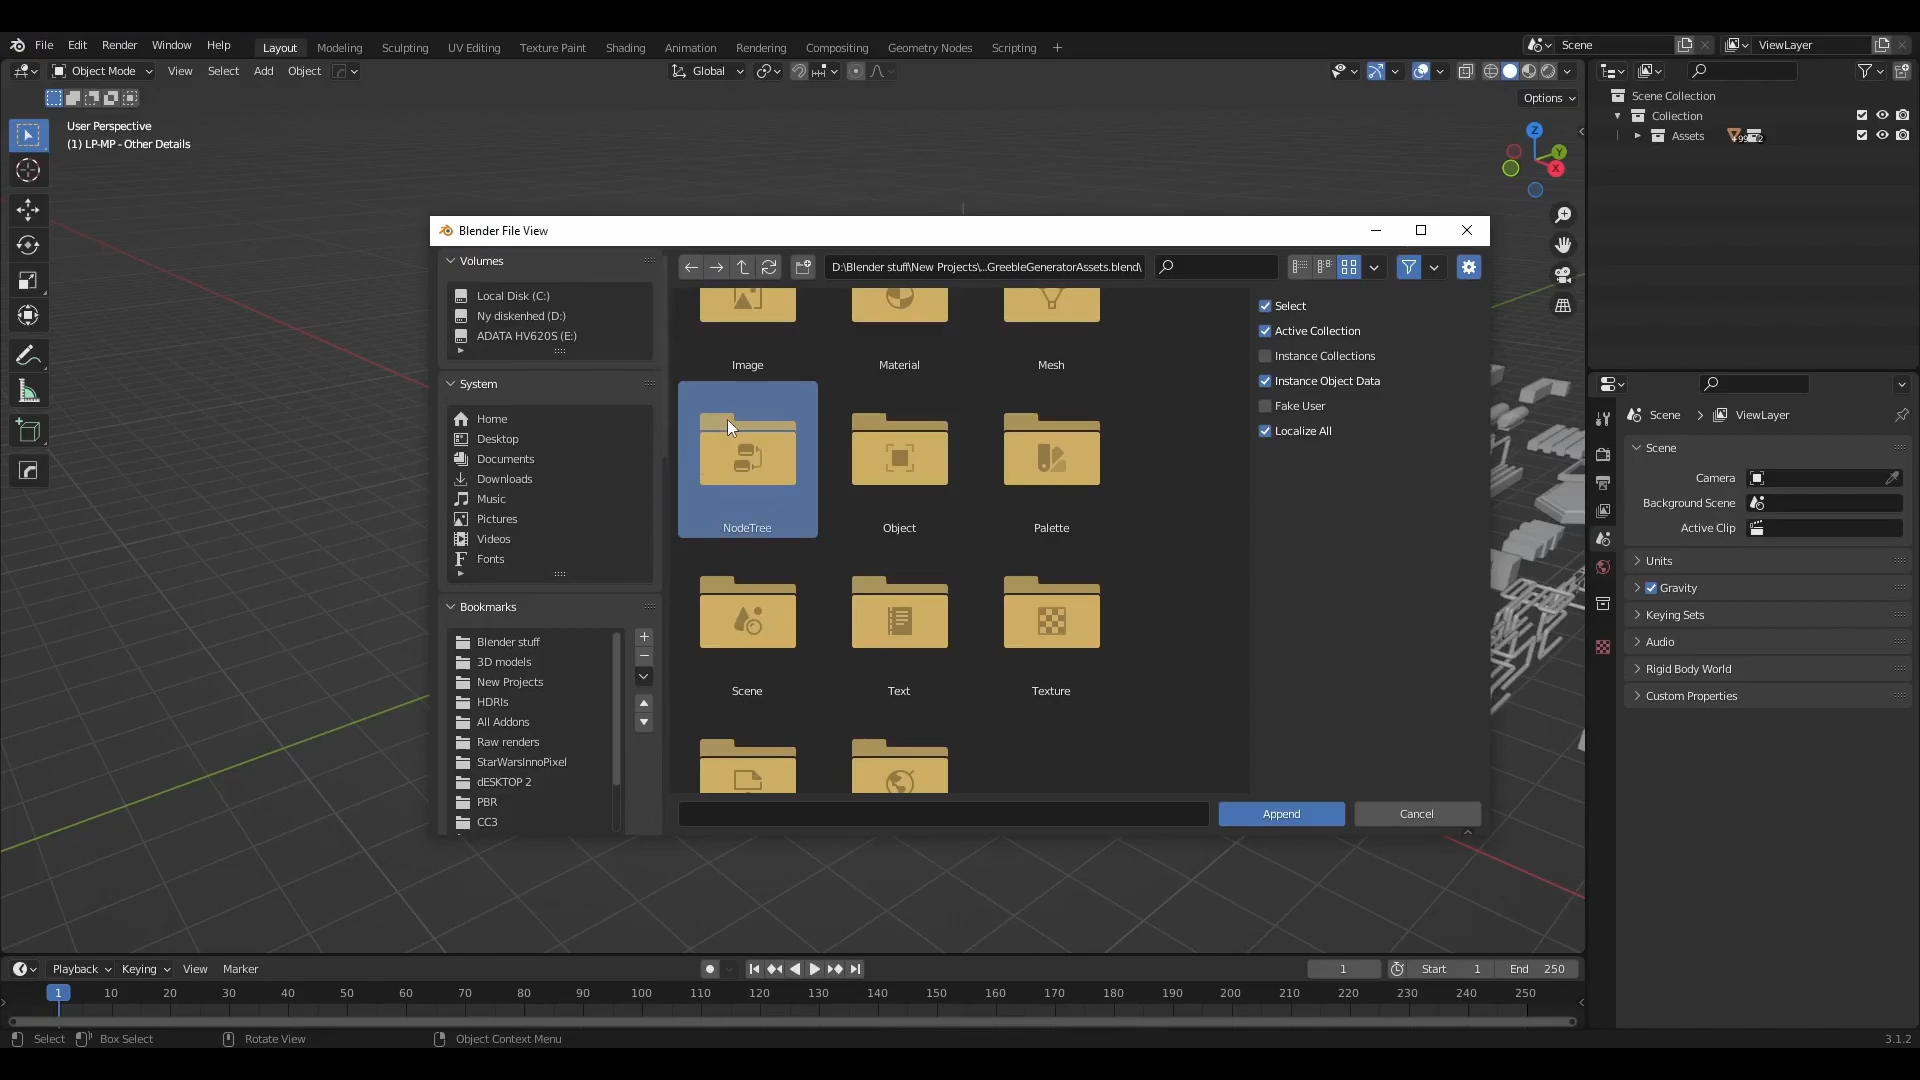 File Edit Render Window Help Layout Modeling Sculpting UV Editing Texture Paint Shading Animation Rendering Compositing Geometry Nodes Scripting + Scene ViewLayer
Object Mode View Select Add Object Global
Options
User Perspective
(1) LP-MP - Other Details
Scene Collection
Collection
Assets
Z
Y
X
Blender File View
Volumes
Local Disk (C:)
Ny diskenhed (D:)
ADATA HV620S (E:)
System
Home
Desktop
Documents
Downloads
Music
Pictures
Videos
Fonts
Bookmarks
Blender stuff
3D models
New Projects
HDRIs
All Addons
Raw renders
StarWarsInnoPixel
dESKTOP 2
PBR
CC3
D:\Blender stuff\New Projects\...GreebleGeneratorAssets.blend\
Image Material Mesh
NodeTree Object Palette
Scene Text Texture
Select
Active Collection
Instance Collections
Instance Object Data
Fake User
Localize All
Append Cancel
Scene > ViewLayer
Scene
Camera
Background Scene
Active Clip
Units
Gravity
Keying Sets
Audio
Rigid Body World
Custom Properties
Playback Keying View Marker 1 Start 1 End 250
1 10 20 30 40 50 60 70 80 90 100 110 120 130 140 150 160 170 180 190 200 210 220 230 240 250
Select Box Select Rotate View Object Context Menu 3.1.2